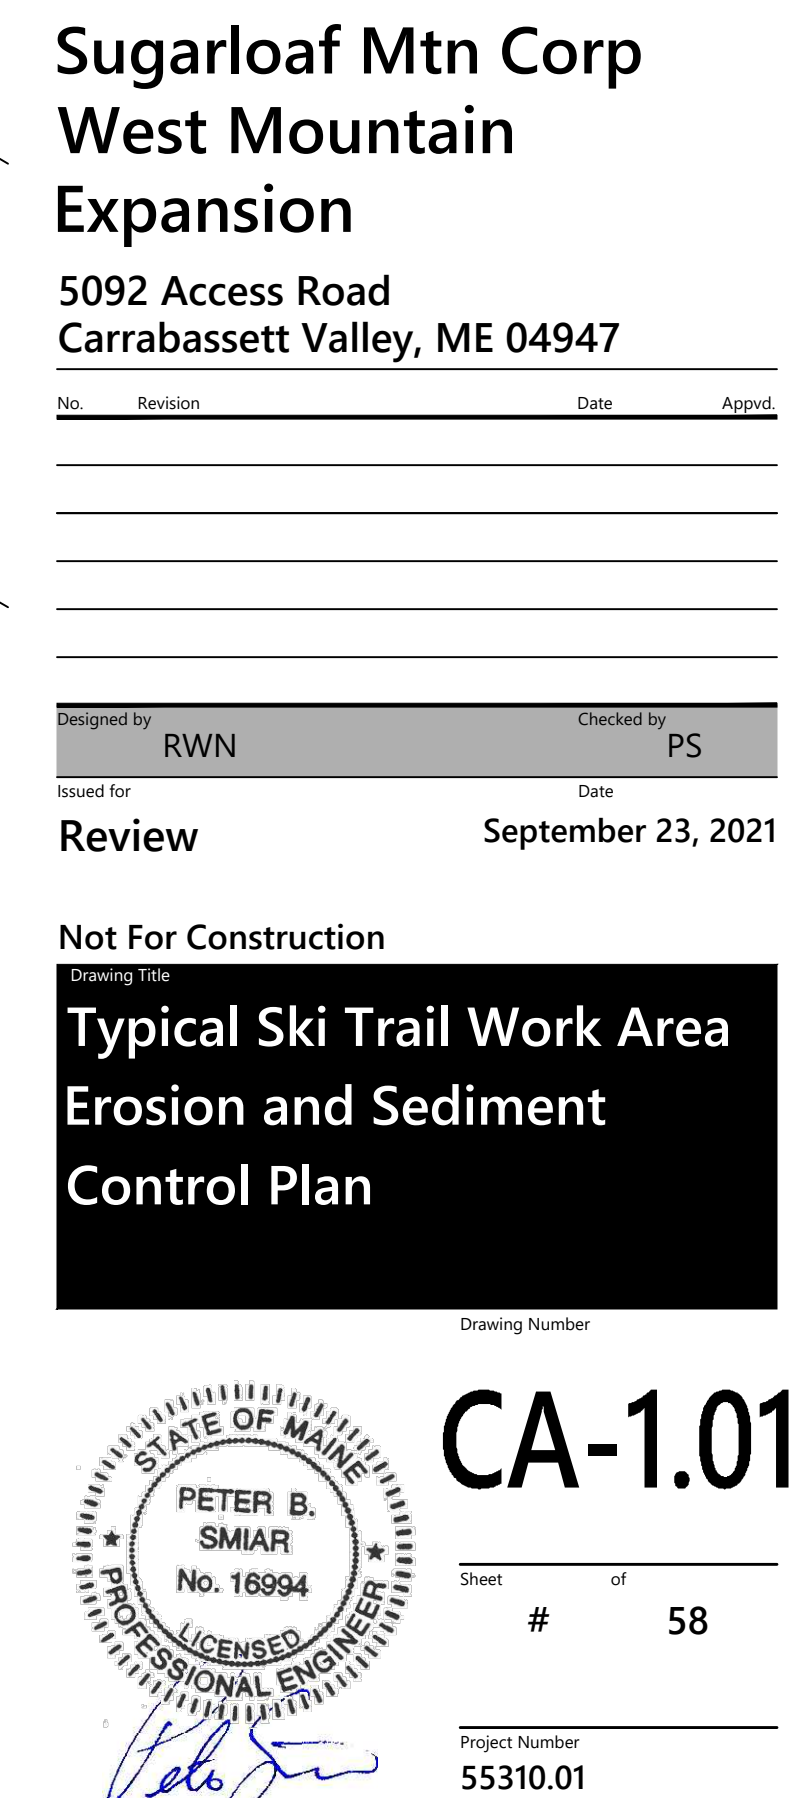 Sugarloaf Mtn Corp
West Mountain
Expansion
5092 Access Road
Carrabassett Valley, ME 04947
No. Revision Date Appvd.
Designed by Checked by
RWN PS
Issued for Date
Review September 23, 2021
Not For Construction
Drawing Title
Typical Ski Trail Work Area
Erosion and Sediment
Control Plan
Drawing Number
CA-1.01
STATE OF MAINE
PETER B.
SMIAR
No. 16994
LICENSED
PROFESSIONAL ENGINEER
Sheet of
# 58
Project Number
55310.01